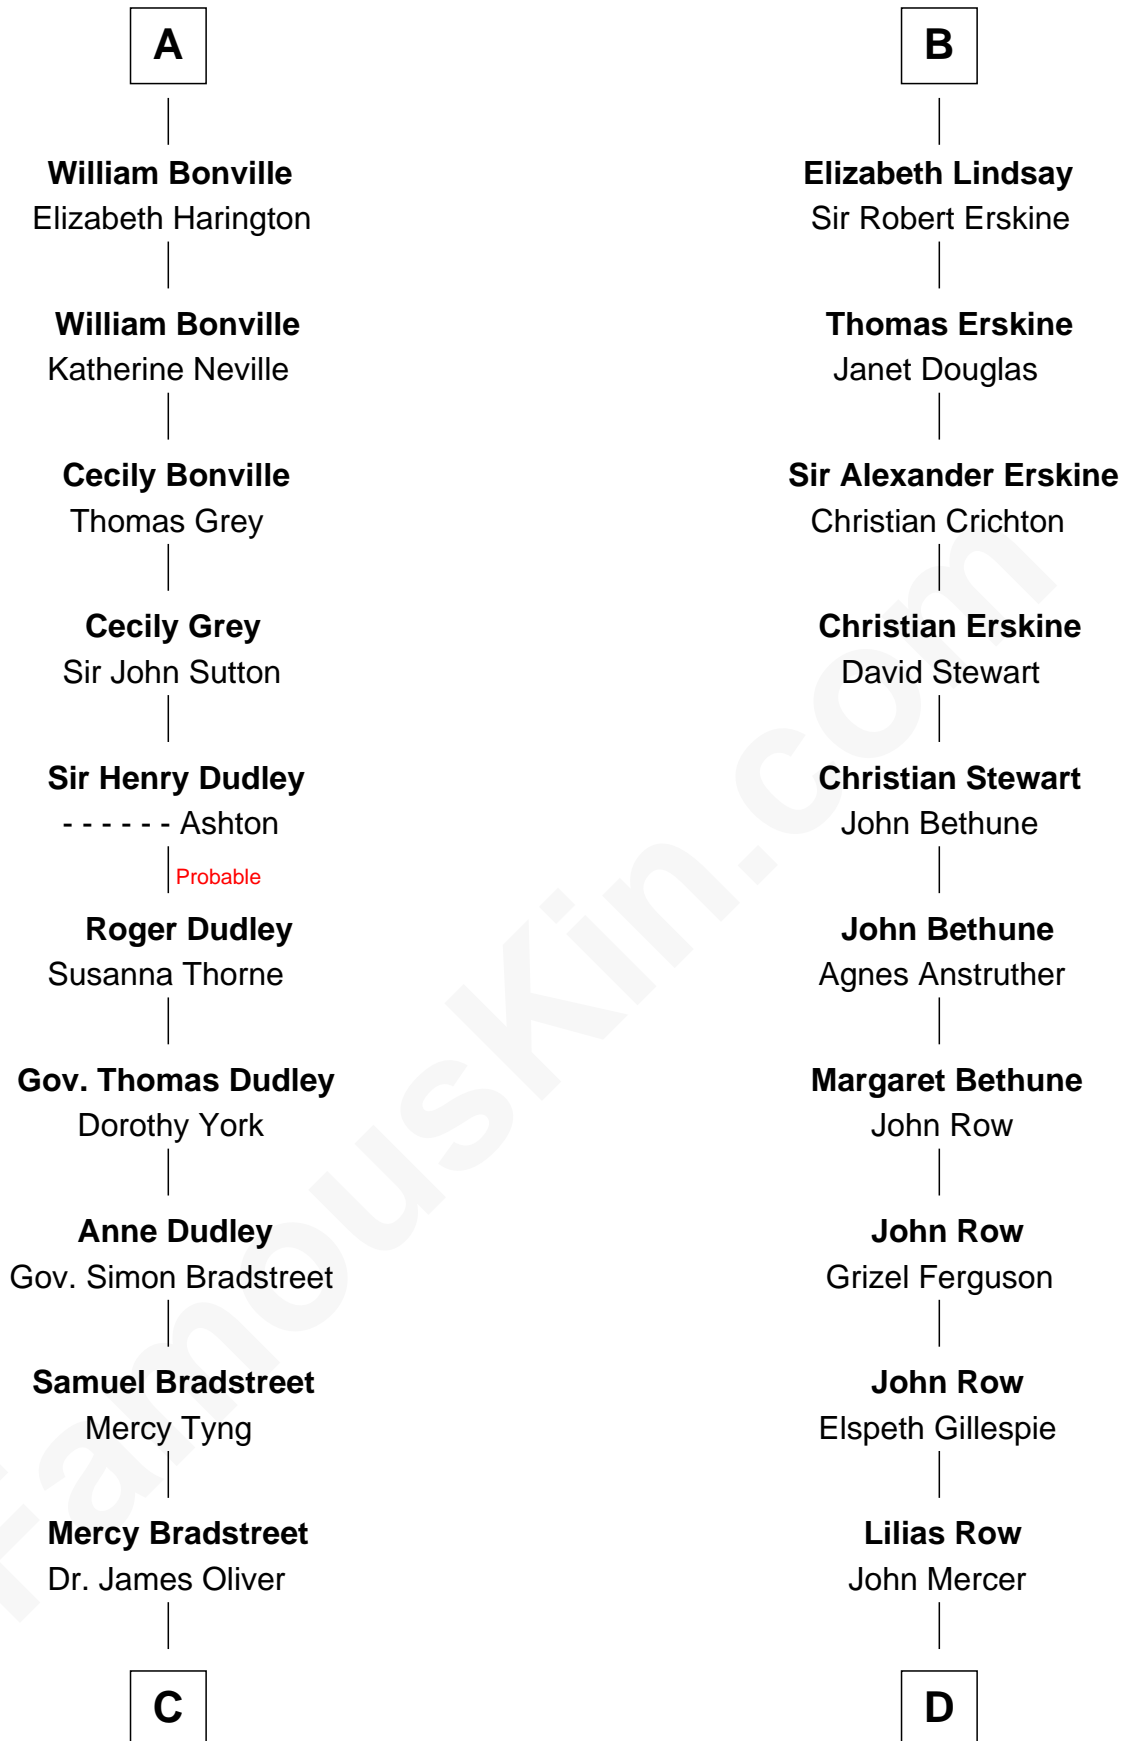 A
William Bonville
Elizabeth Harington
William Bonville
Katherine Neville
Cecily Bonville
Thomas Grey
Cecily Grey
Sir John Sutton
Sir Henry Dudley
- - - - - - Ashton
Probable
Roger Dudley
Susanna Thorne
Gov. Thomas Dudley
Dorothy York
Anne Dudley
Gov. Simon Bradstreet
Samuel Bradstreet
Mercy Tyng
Mercy Bradstreet
Dr. James Oliver
C
B
Elizabeth Lindsay
Sir Robert Erskine
Thomas Erskine
Janet Douglas
Sir Alexander Erskine
Christian Crichton
Christian Erskine
David Stewart
Christian Stewart
John Bethune
John Bethune
Agnes Anstruther
Margaret Bethune
John Row
John Row
Grizel Ferguson
John Row
Elspeth Gillespie
Lilias Row
John Mercer
D
FamousKin.com